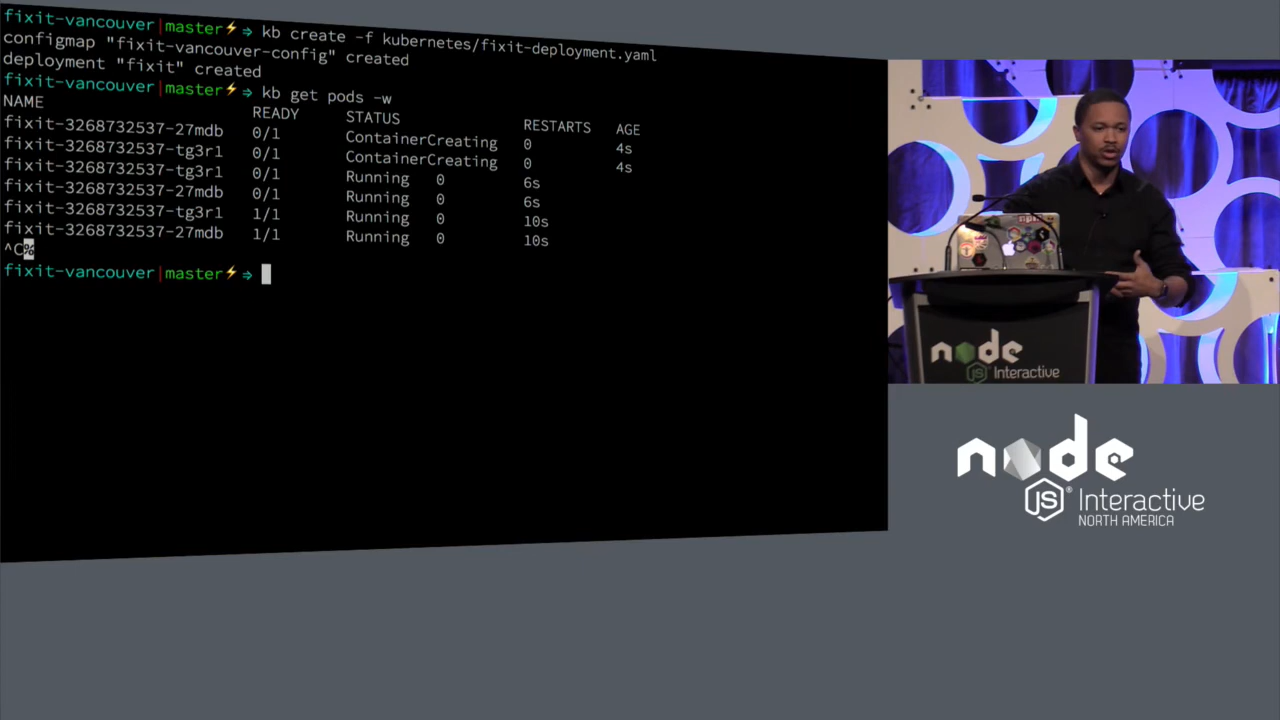 fixit-vancouver|master⚡ ⇒ kb create -f kubernetes/fixit-deployment.yaml
configmap "fixit-vancouver-config" created
deployment "fixit" created
fixit-vancouver|master⚡ ⇒ kb get pods -w
NAME READY STATUS RESTARTS AGE
fixit-3268732537-27mdb 0/1 ContainerCreating 0 4s
fixit-3268732537-tg3r1 0/1 ContainerCreating 0 4s
fixit-3268732537-tg3r1 0/1 Running 0 6s
fixit-3268732537-27mdb 0/1 Running 0 6s
fixit-3268732537-tg3r1 1/1 Running 0 10s
fixit-3268732537-27mdb 1/1 Running 0 10s
^C%
fixit-vancouver|master⚡ ⇒
node
JS Interactive
node
JS® Interactive
NORTH AMERICA